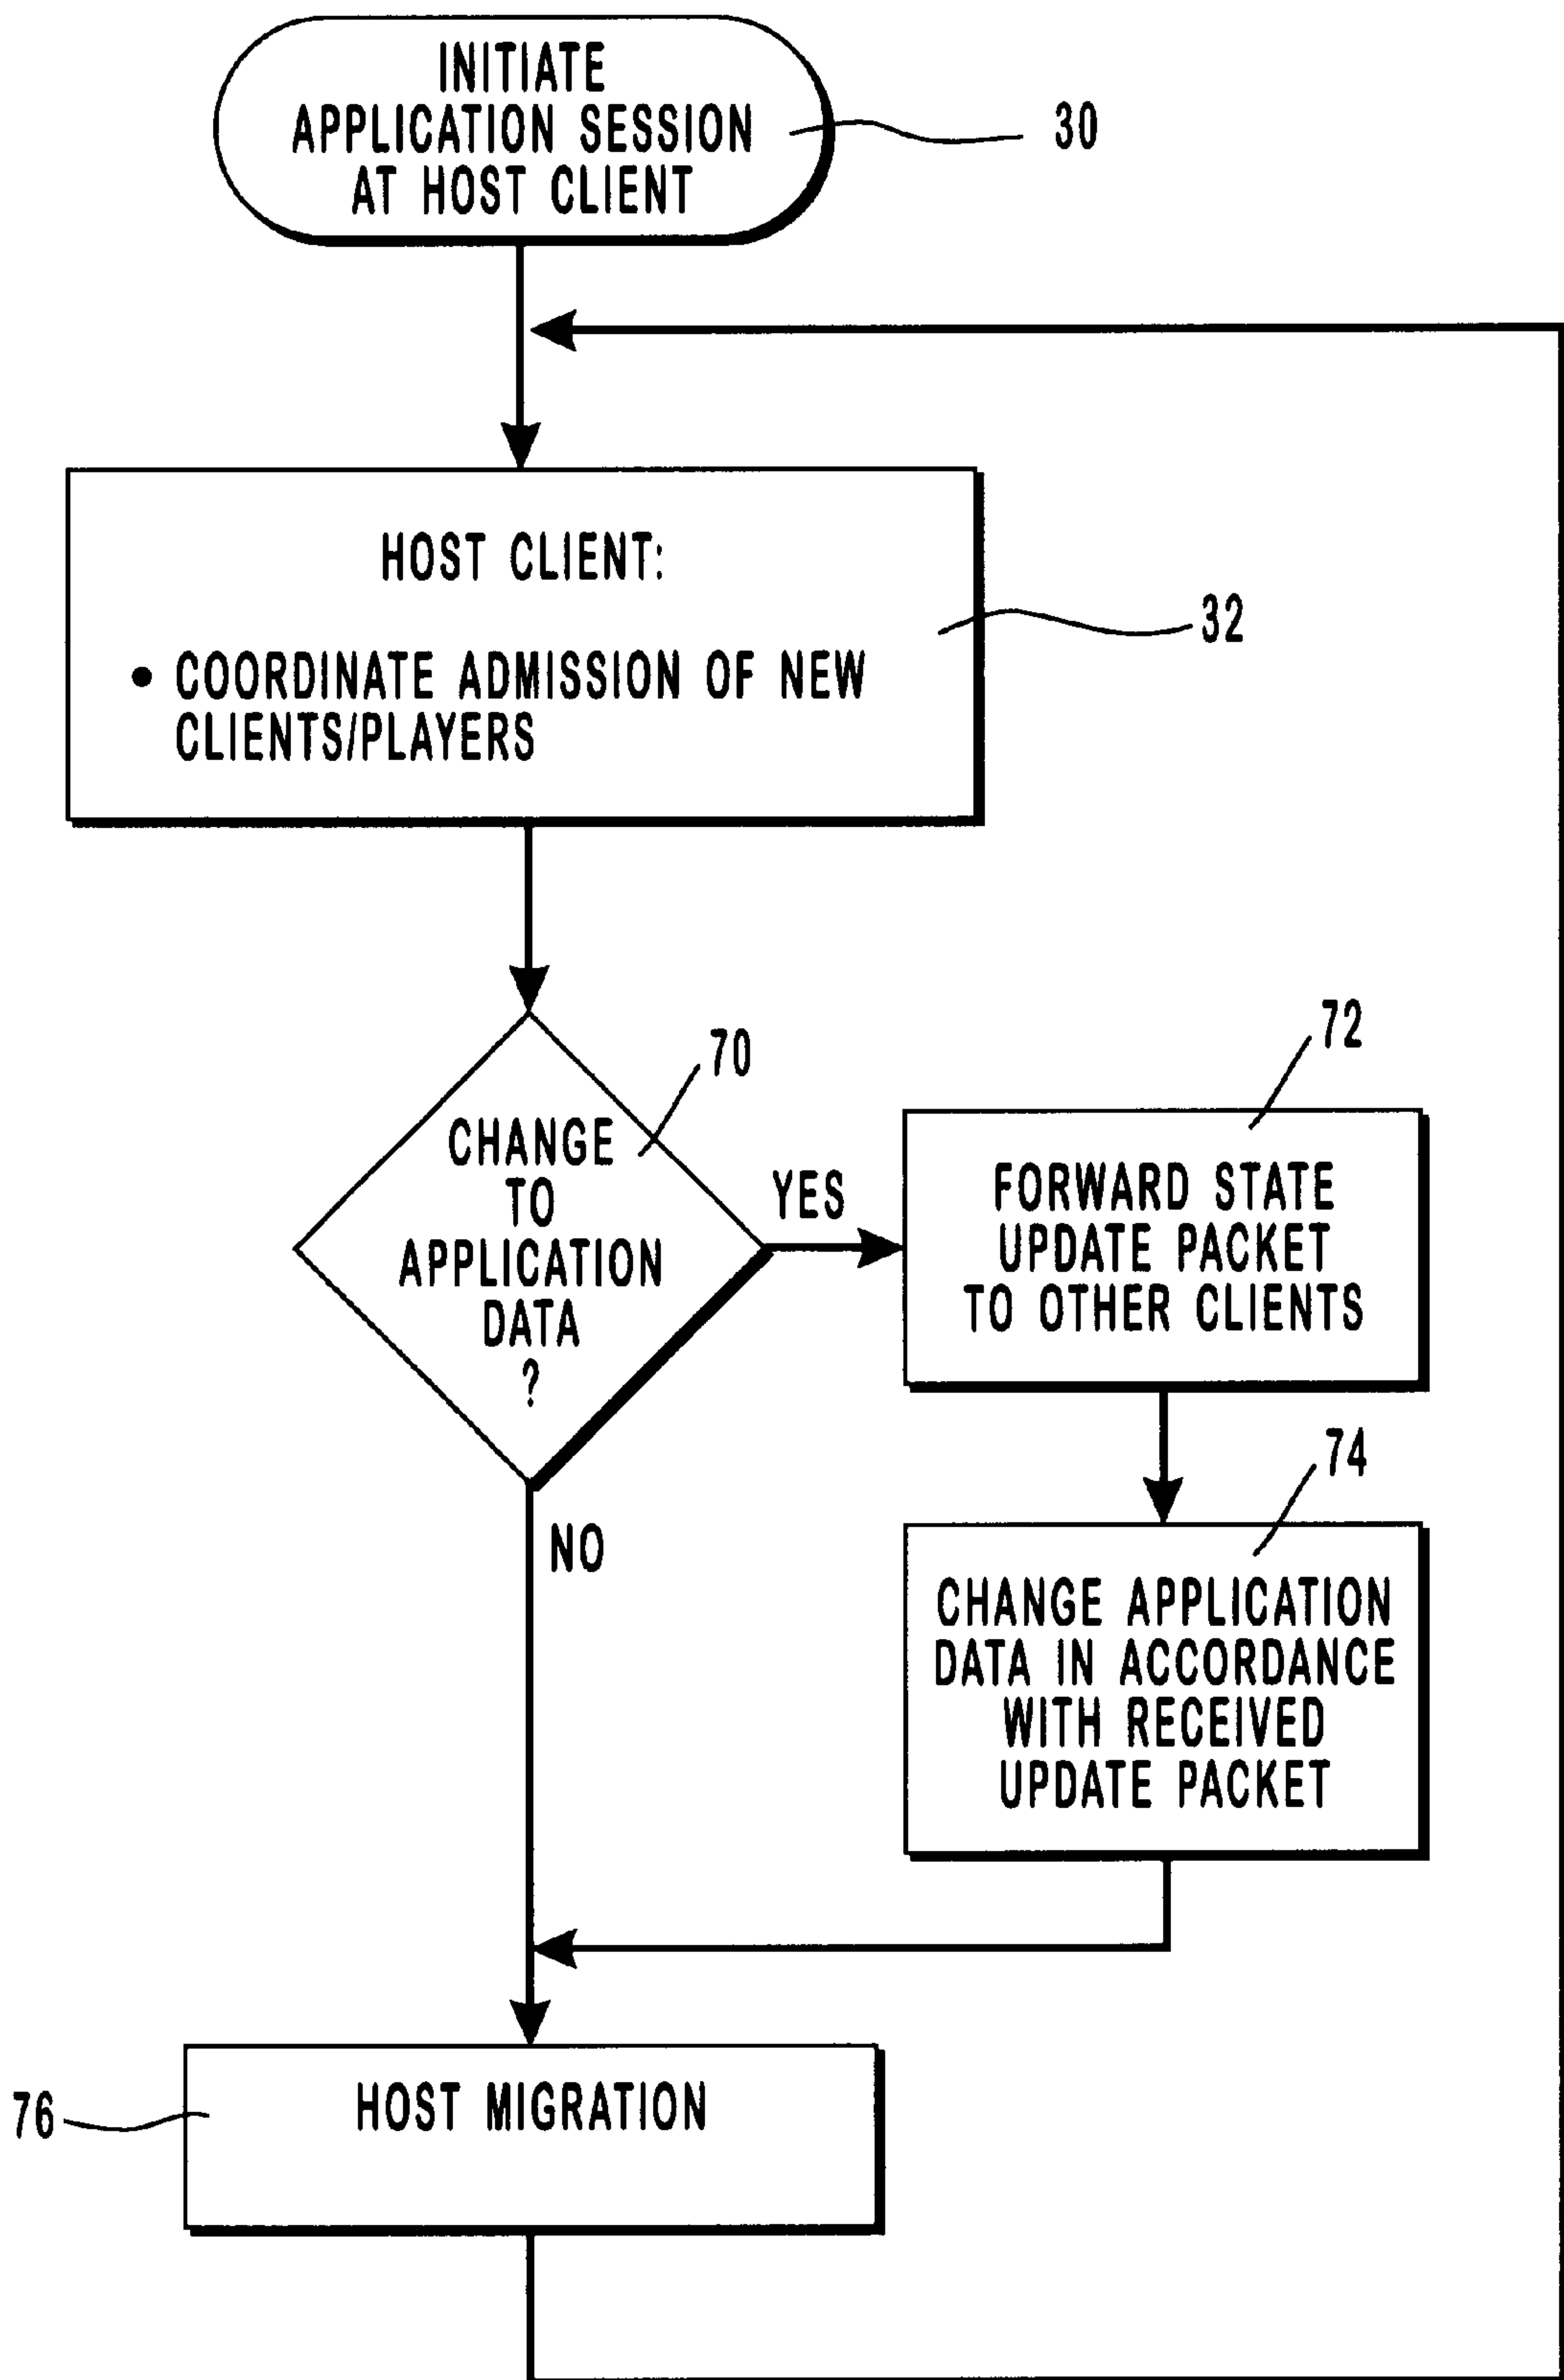 INITIATE
APPLICATION SESSION
AT HOST CLIENT
30
HOST CLIENT:
• COORDINATE ADMISSION OF NEW
CLIENTS/PLAYERS
32
70
CHANGE
TO
APPLICATION
DATA
?
YES
72
FORWARD STATE
UPDATE PACKET
TO OTHER CLIENTS
NO
74
CHANGE APPLICATION
DATA IN ACCORDANCE
WITH RECEIVED
UPDATE PACKET
76
HOST MIGRATION